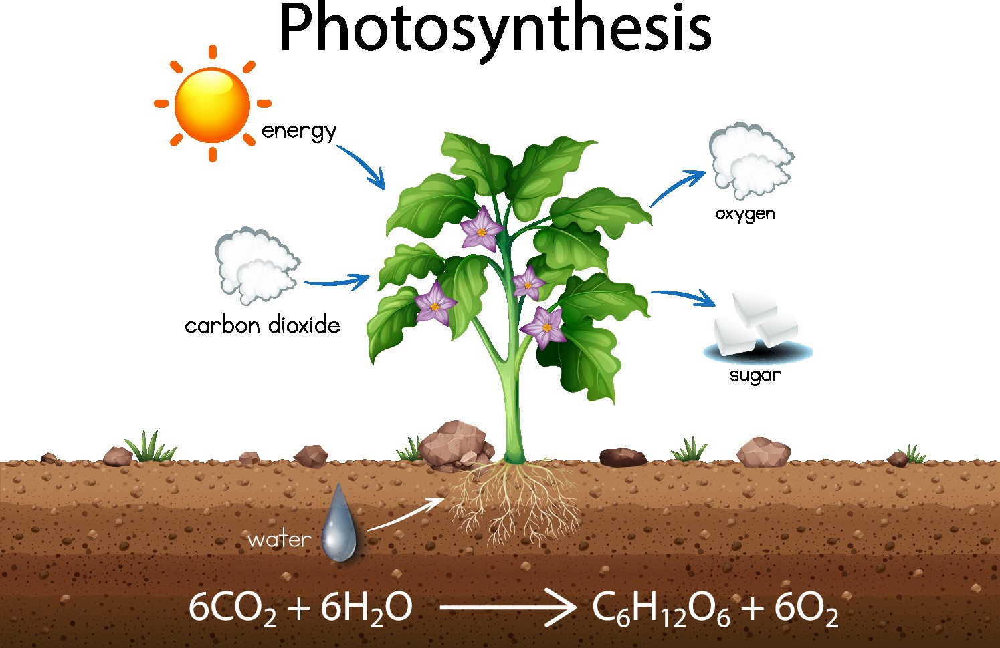 Photosynthesis
energy
oxygen
carbon dioxide
sugar
water
6CO₂ + 6H₂O → C₆H₁₂O₆ + 6O₂